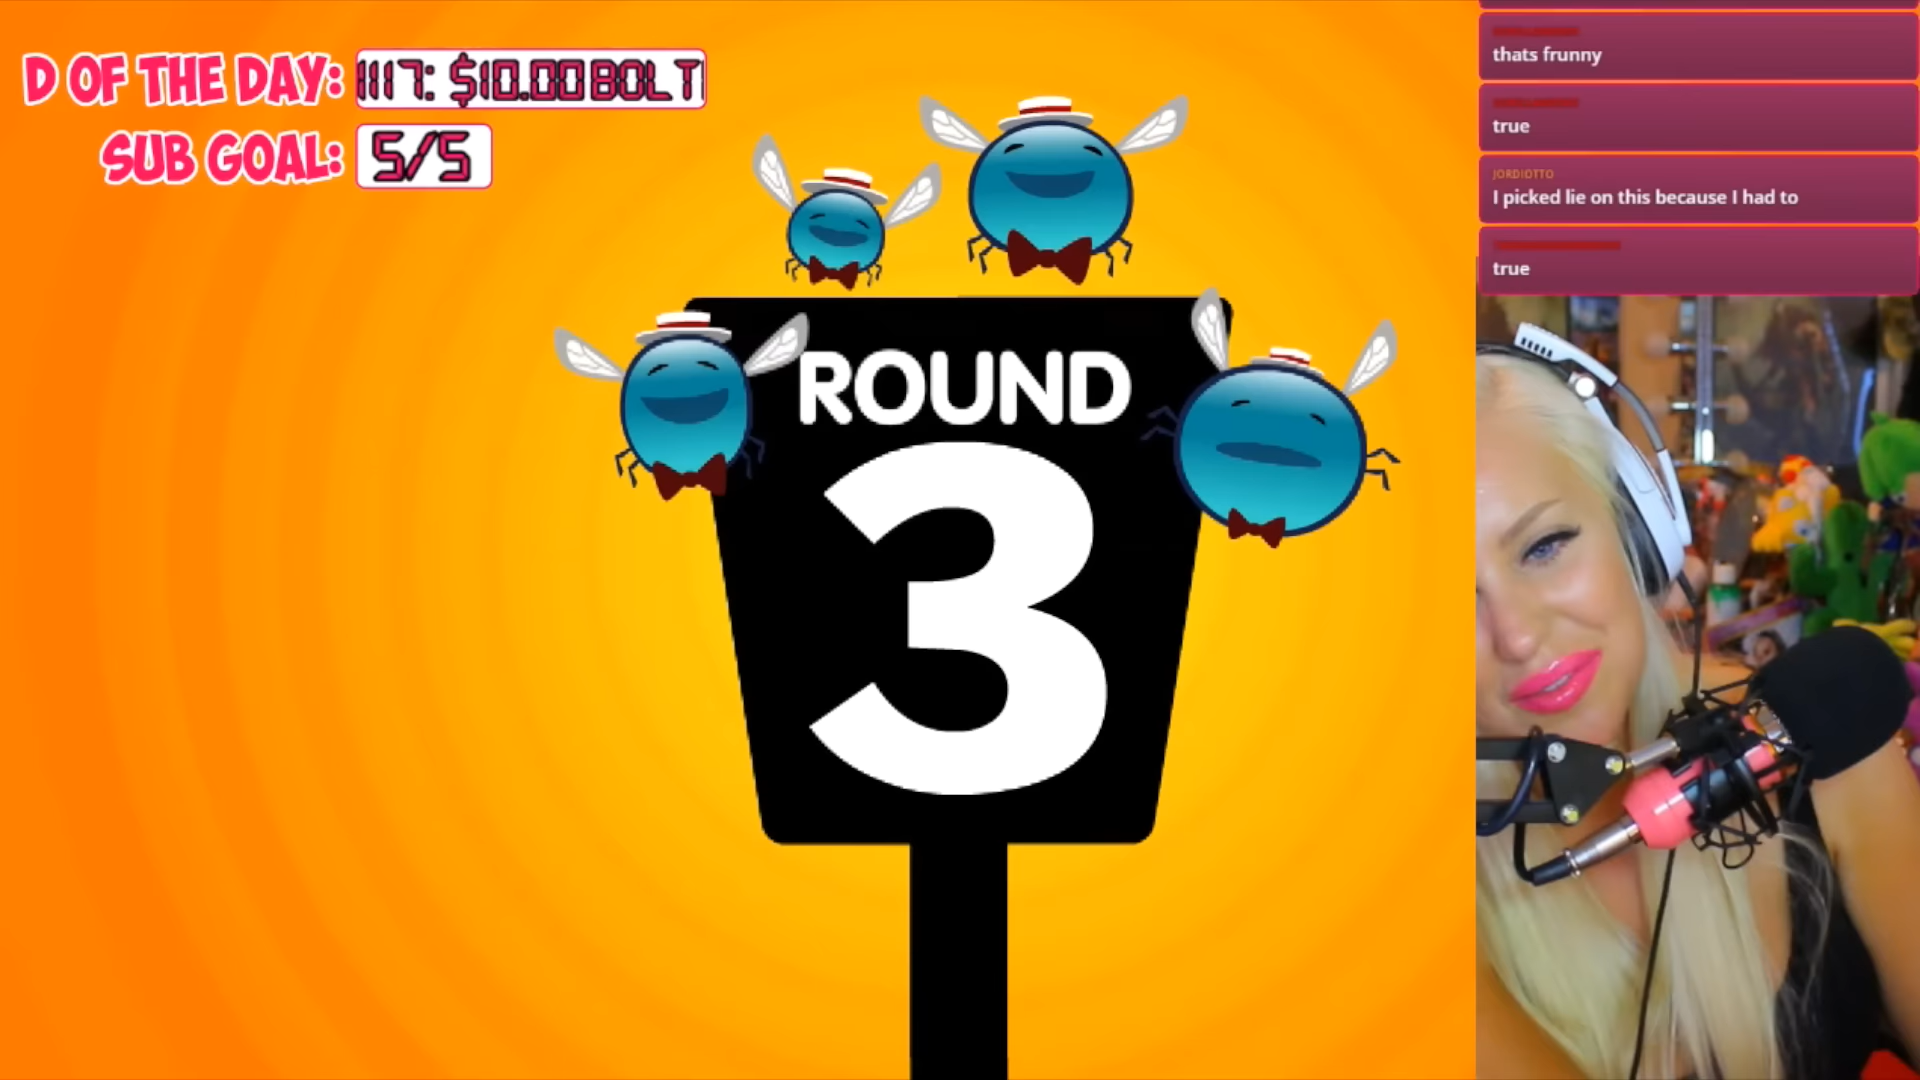 D OF THE DAY: 1117: $10.00 BOLT
SUB GOAL: 5/5
ROUND
3
thats frunny
true
JORDIOTTO
I picked lie on this because I had to
true